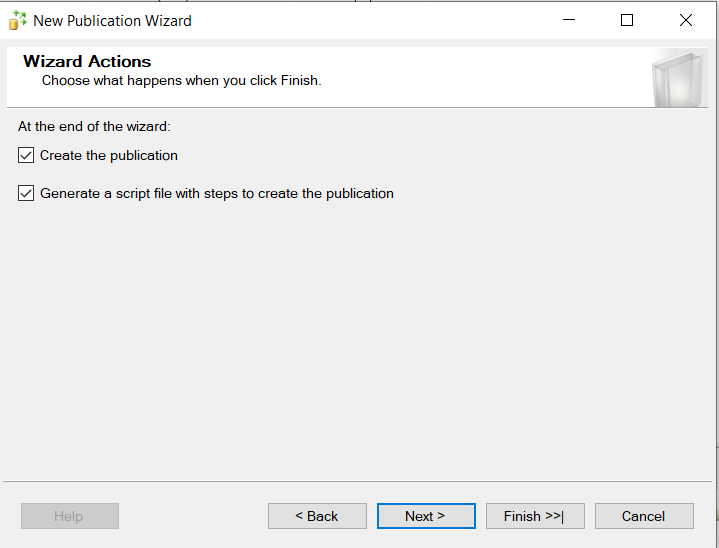 New Publication Wizard
Wizard Actions
Choose what happens when you click Finish.
At the end of the wizard:
Create the publication
Generate a script file with steps to create the publication
Help
< Back
Next >
Finish >>|
Cancel